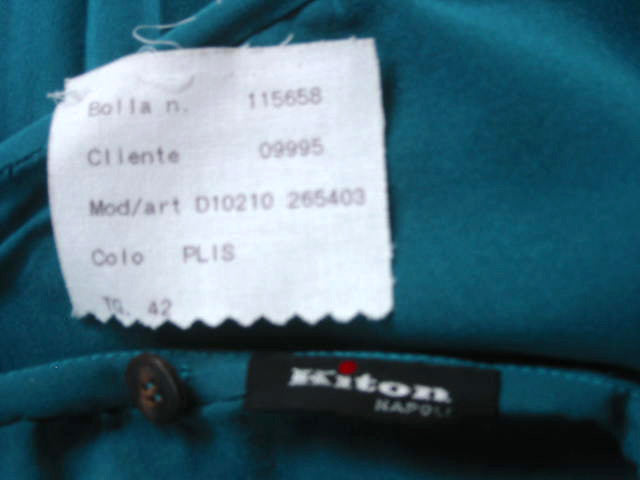 Bolla n. 115658
Cliente 09995
Mod/art D10210 265403
Colo PLIS
TG. 42
Kiton
NAPOLI